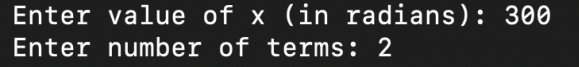 Enter value of x (in radians): 300
Enter number of terms: 2